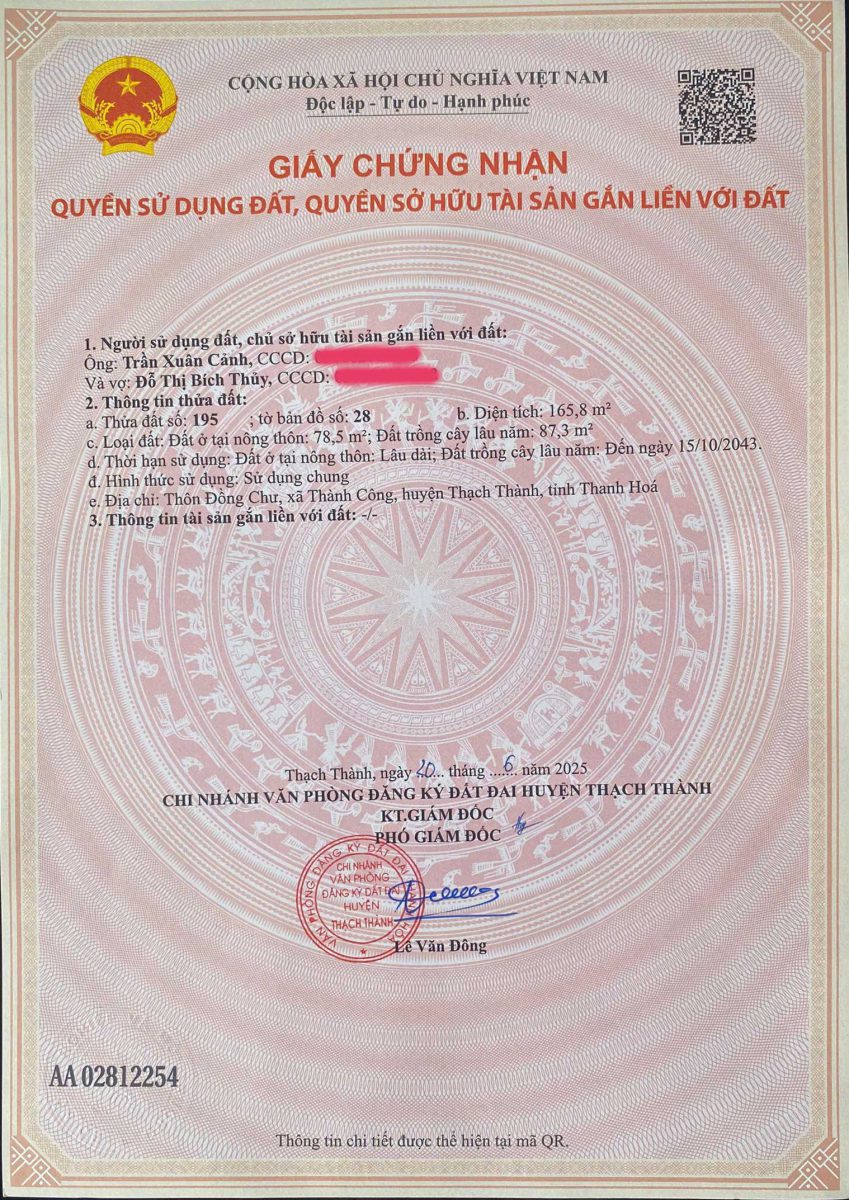 CỘNG HÒA XÃ HỘI CHỦ NGHĨA VIỆT NAM
Độc lập - Tự do - Hạnh phúc
GIẤY CHỨNG NHẬN
QUYỀN SỬ DỤNG ĐẤT, QUYỀN SỞ HỮU TÀI SẢN GẮN LIỀN VỚI ĐẤT
1. Người sử dụng đất, chủ sở hữu tài sản gắn liền với đất:
Ông: Trần Xuân Cảnh, CCCD:
Và vợ: Đỗ Thị Bích Thủy, CCCD:
2. Thông tin thửa đất:
a. Thửa đất số: 195 ; tờ bản đồ số: 28 b. Diện tích: 165,8 m²
c. Loại đất: Đất ở tại nông thôn: 78,5 m²; Đất trồng cây lâu năm: 87,3 m²
d. Thời hạn sử dụng: Đất ở tại nông thôn: Lâu dài; Đất trồng cây lâu năm: Đến ngày 15/10/2043.
đ. Hình thức sử dụng: Sử dụng chung
e. Địa chỉ: Thôn Đồng Chư, xã Thành Công, huyện Thạch Thành, tỉnh Thanh Hoá
3. Thông tin tài sản gắn liền với đất: -/-
Thạch Thành, ngày 20... tháng ...6... năm 2025
CHI NHÁNH VĂN PHÒNG ĐĂNG KÝ ĐẤT ĐAI HUYỆN THẠCH THÀNH
KT.GIÁM ĐỐC
PHÓ GIÁM ĐỐC
VĂN PHÒNG ĐĂNG KÝ ĐẤT ĐAI THANH HÓA
CHI NHÁNH
VĂN PHÒNG
ĐĂNG KÝ ĐẤT ĐAI
HUYỆN
THẠCH THÀNH
Lê Văn Đông
AA 02812254
Thông tin chi tiết được thể hiện tại mã QR.